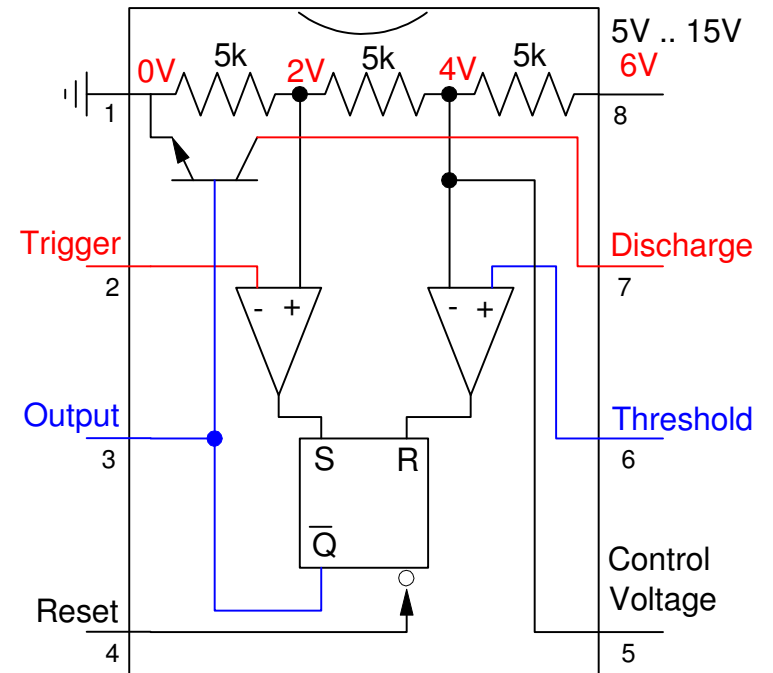 5V .. 15V
0V 5k 2V 5k 4V 5k 6V
1 8
Trigger Discharge
2 7
- + - +
Output Threshold
3 6
S R
Q̅
Control
Voltage
Reset
4 5